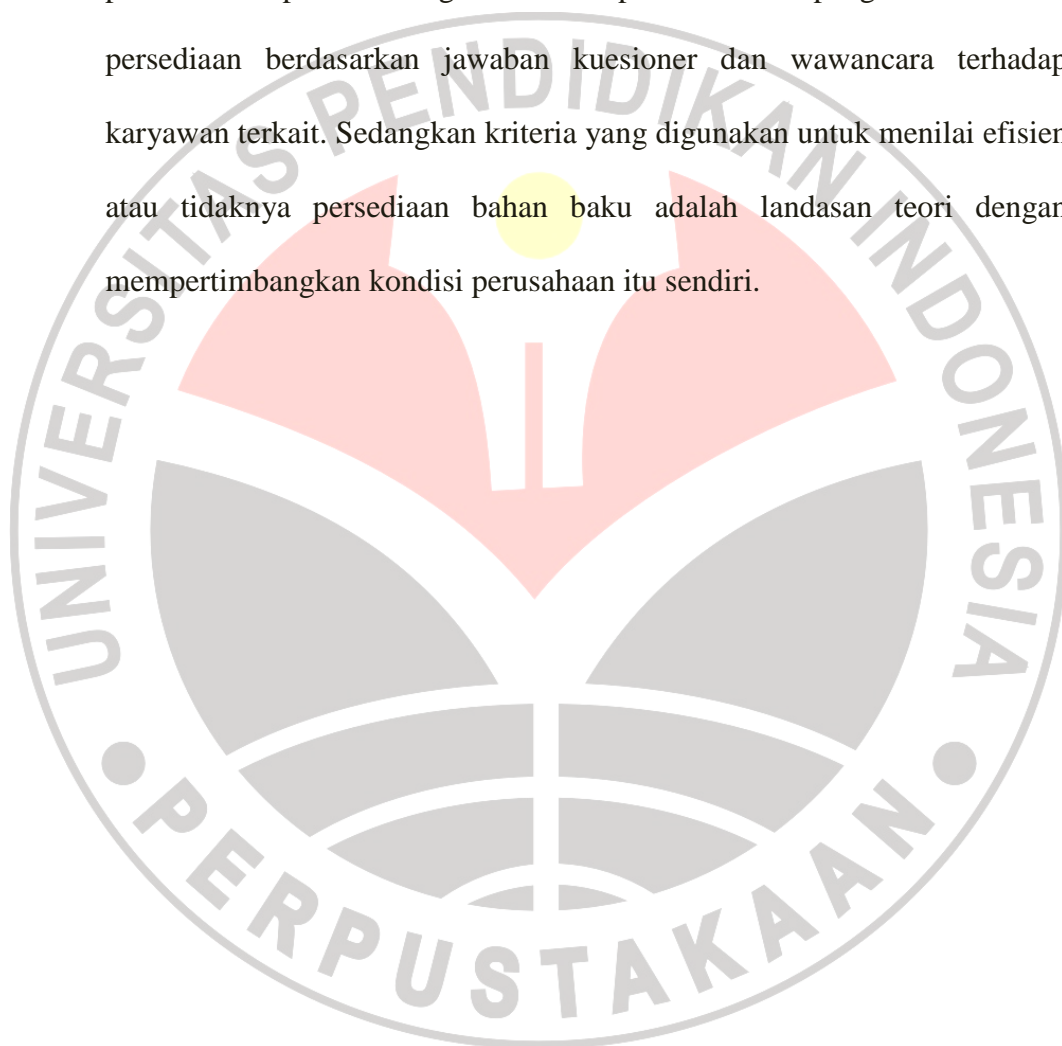 persediaan berdasarkan jawaban kuesioner dan wawancara terhadap
karyawan terkait. Sedangkan kriteria yang digunakan untuk menilai efisien
atau tidaknya persediaan bahan baku adalah landasan teori dengan
mempertimbangkan kondisi perusahaan itu sendiri.
UNIVERSITAS PENDIDIKAN INDONESIA
PERPUSTAKAAN